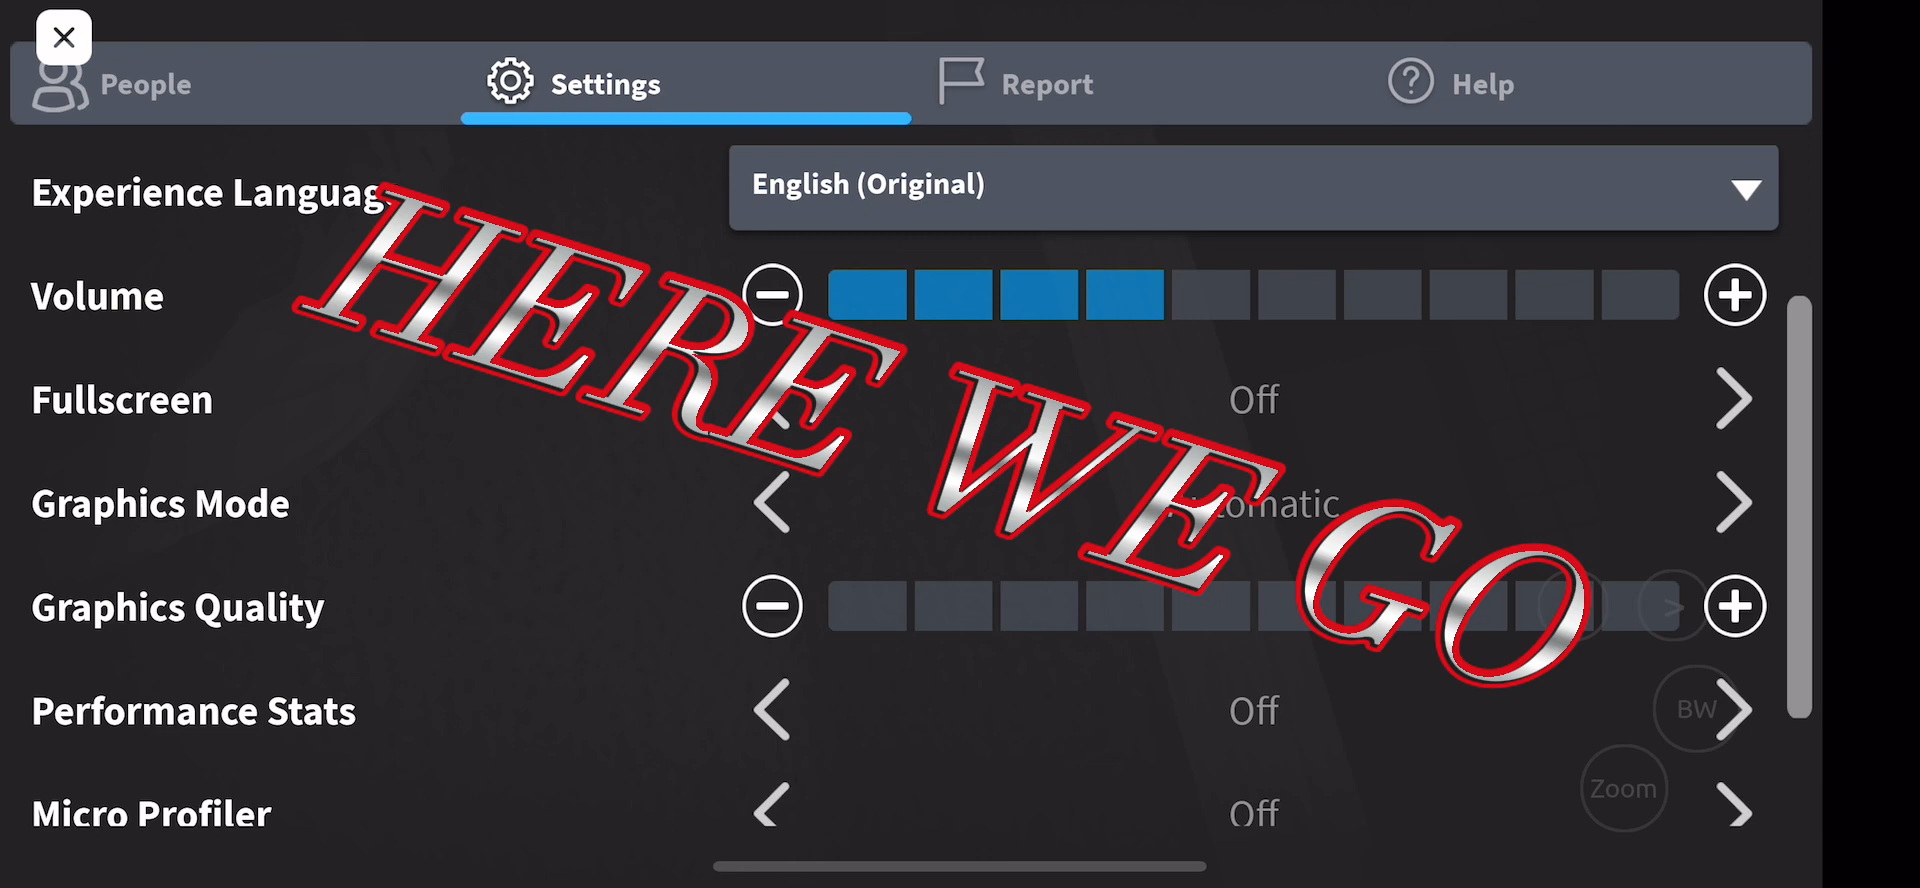 People
Settings
Report
Help
Experience Languag
English (Original)
Volume
Fullscreen
Off
Graphics Mode
Graphics Quality
>
Performance Stats
Off
BW
Zoom
Micro Profiler
Off
HERE WE GO